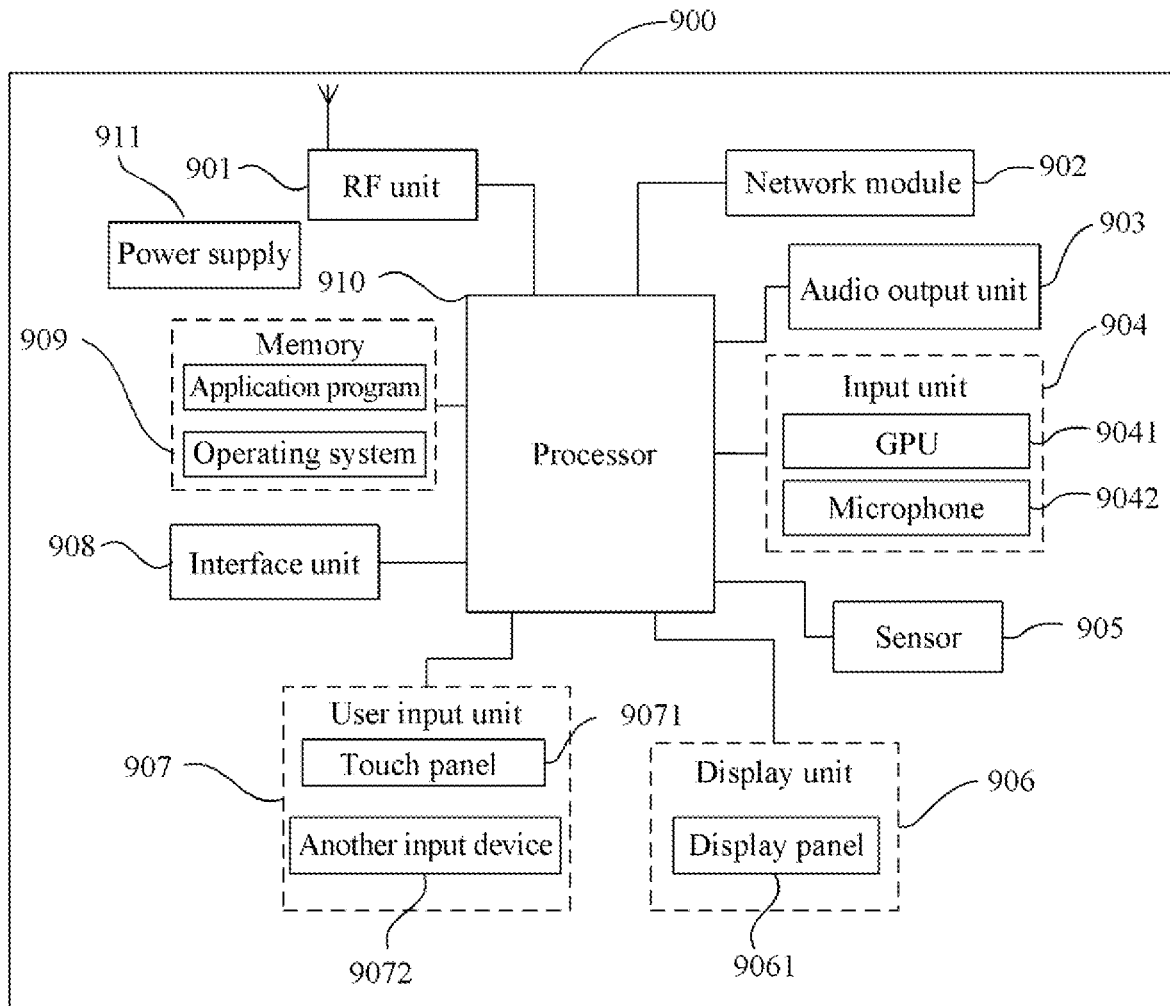 900
911
901
RF unit
Network module
902
Power supply
903
910
Audio output unit
909
Memory
904
Application program
Input unit
Operating system
Processor
GPU
9041
Microphone
9042
908
Interface unit
Sensor
905
User input unit
9071
907
Touch panel
Display unit
906
Another input device
Display panel
9072
9061